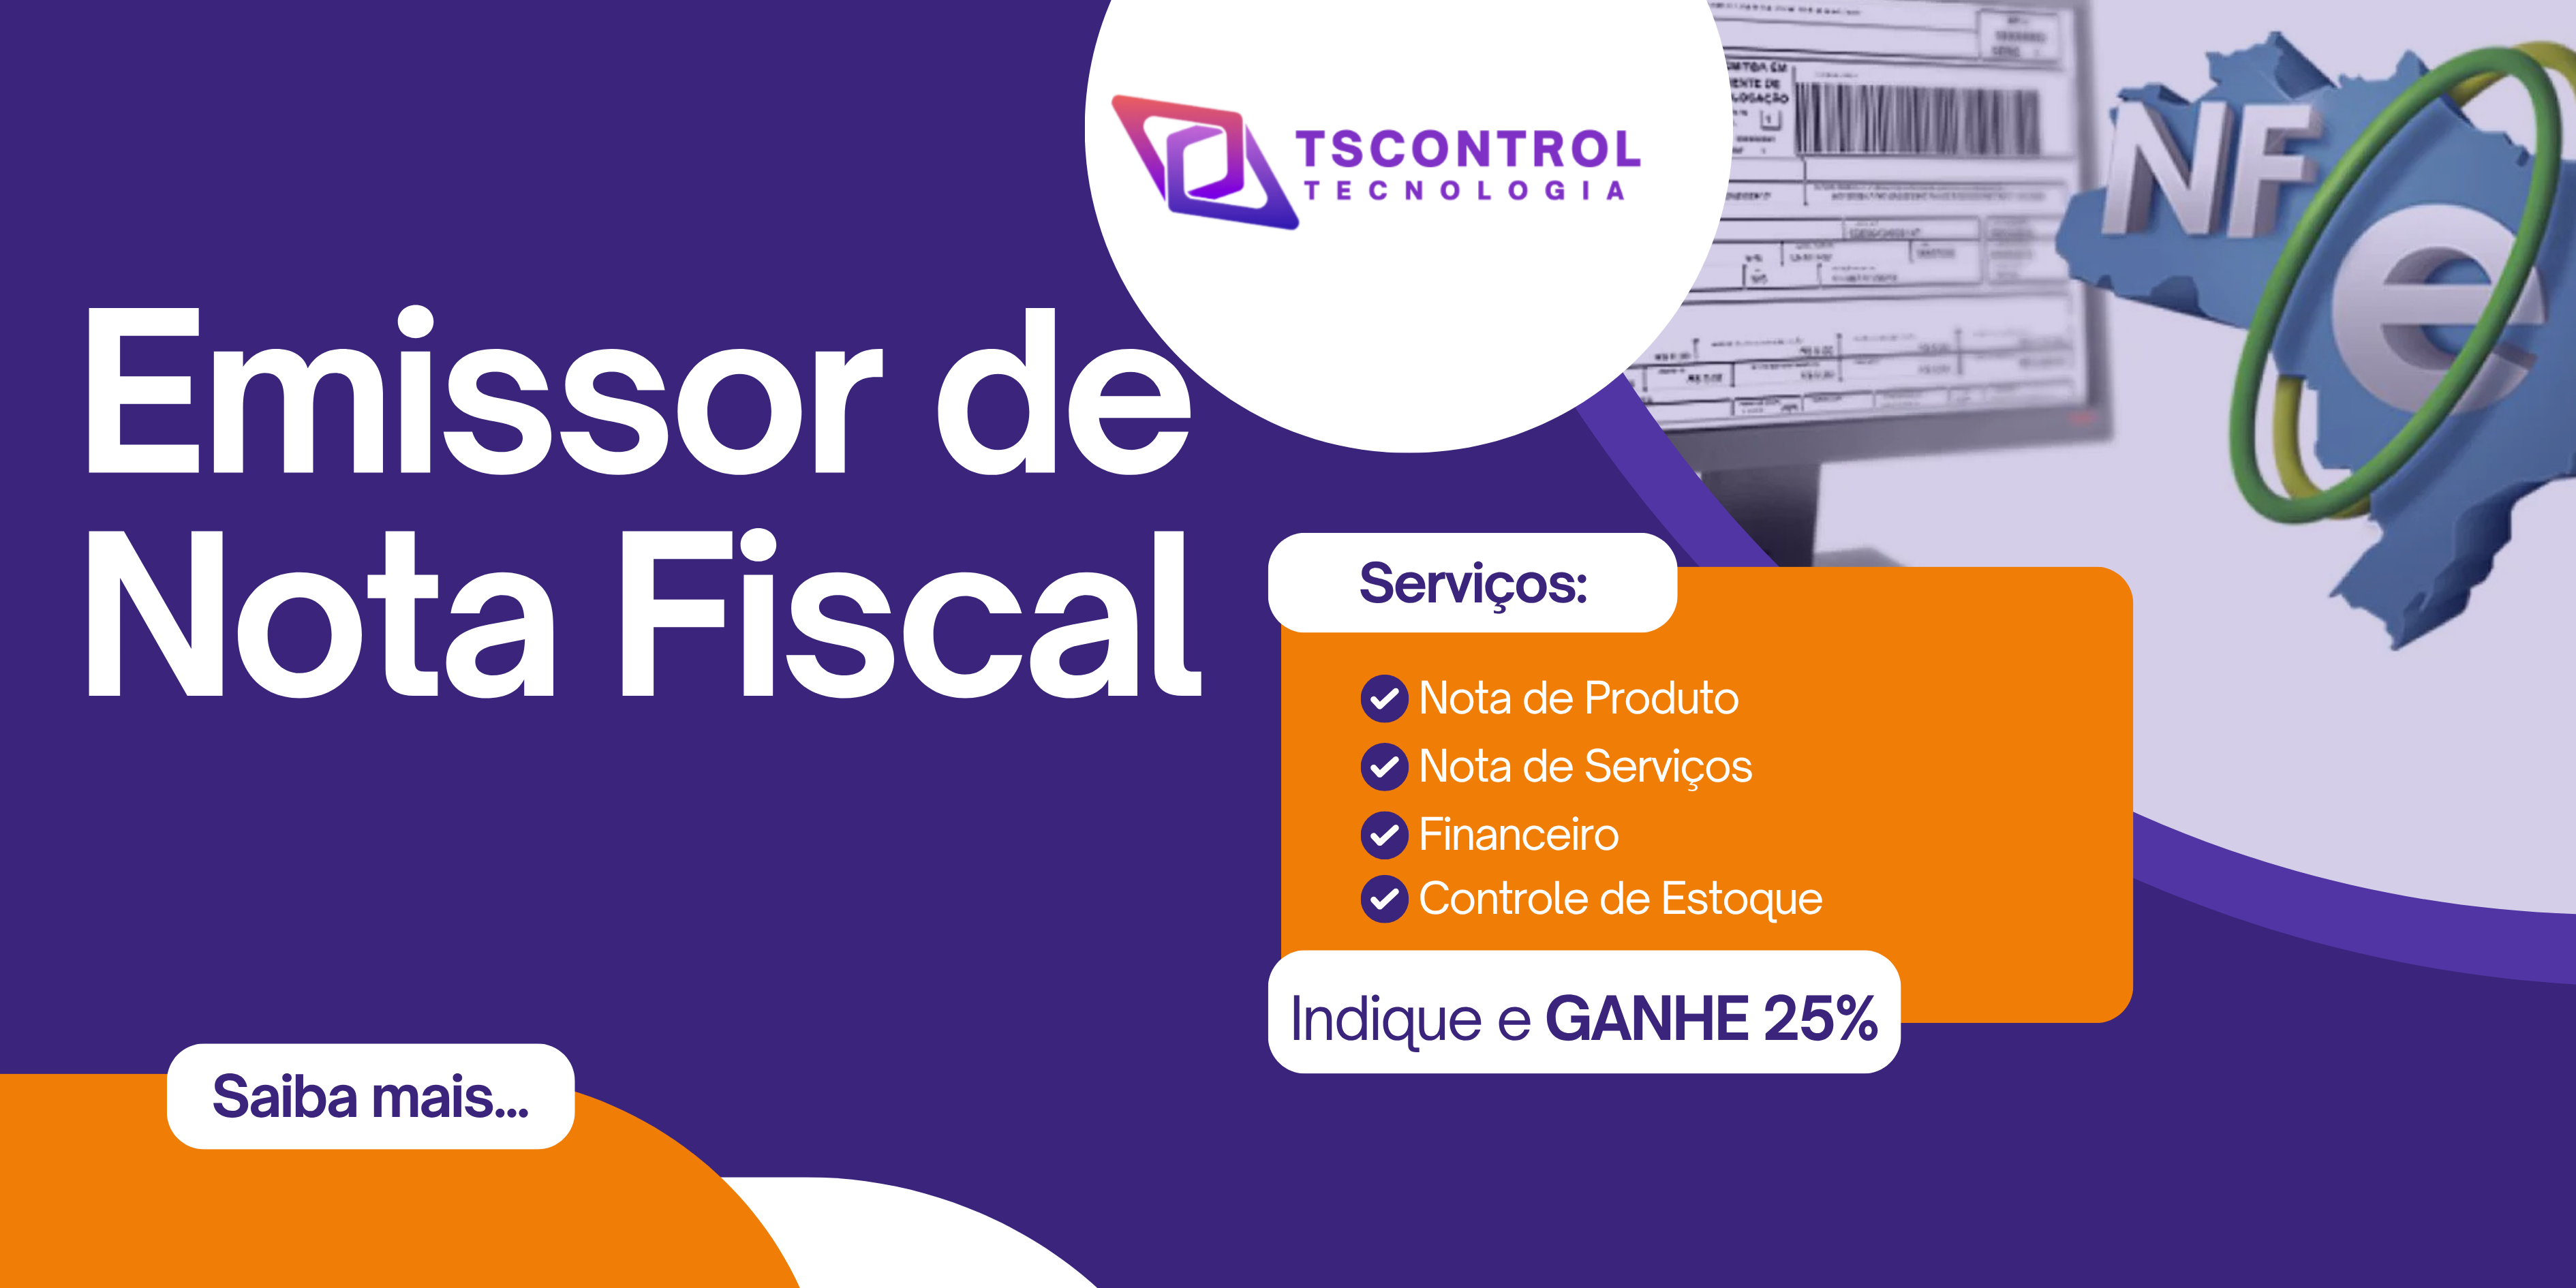 TSCONTROL
TECNOLOGIA
NF
e
Emissor de
Nota Fiscal
Serviços:
Nota de Produto
Nota de Serviços
Financeiro
Controle de Estoque
Indique e GANHE 25%
Saiba mais...